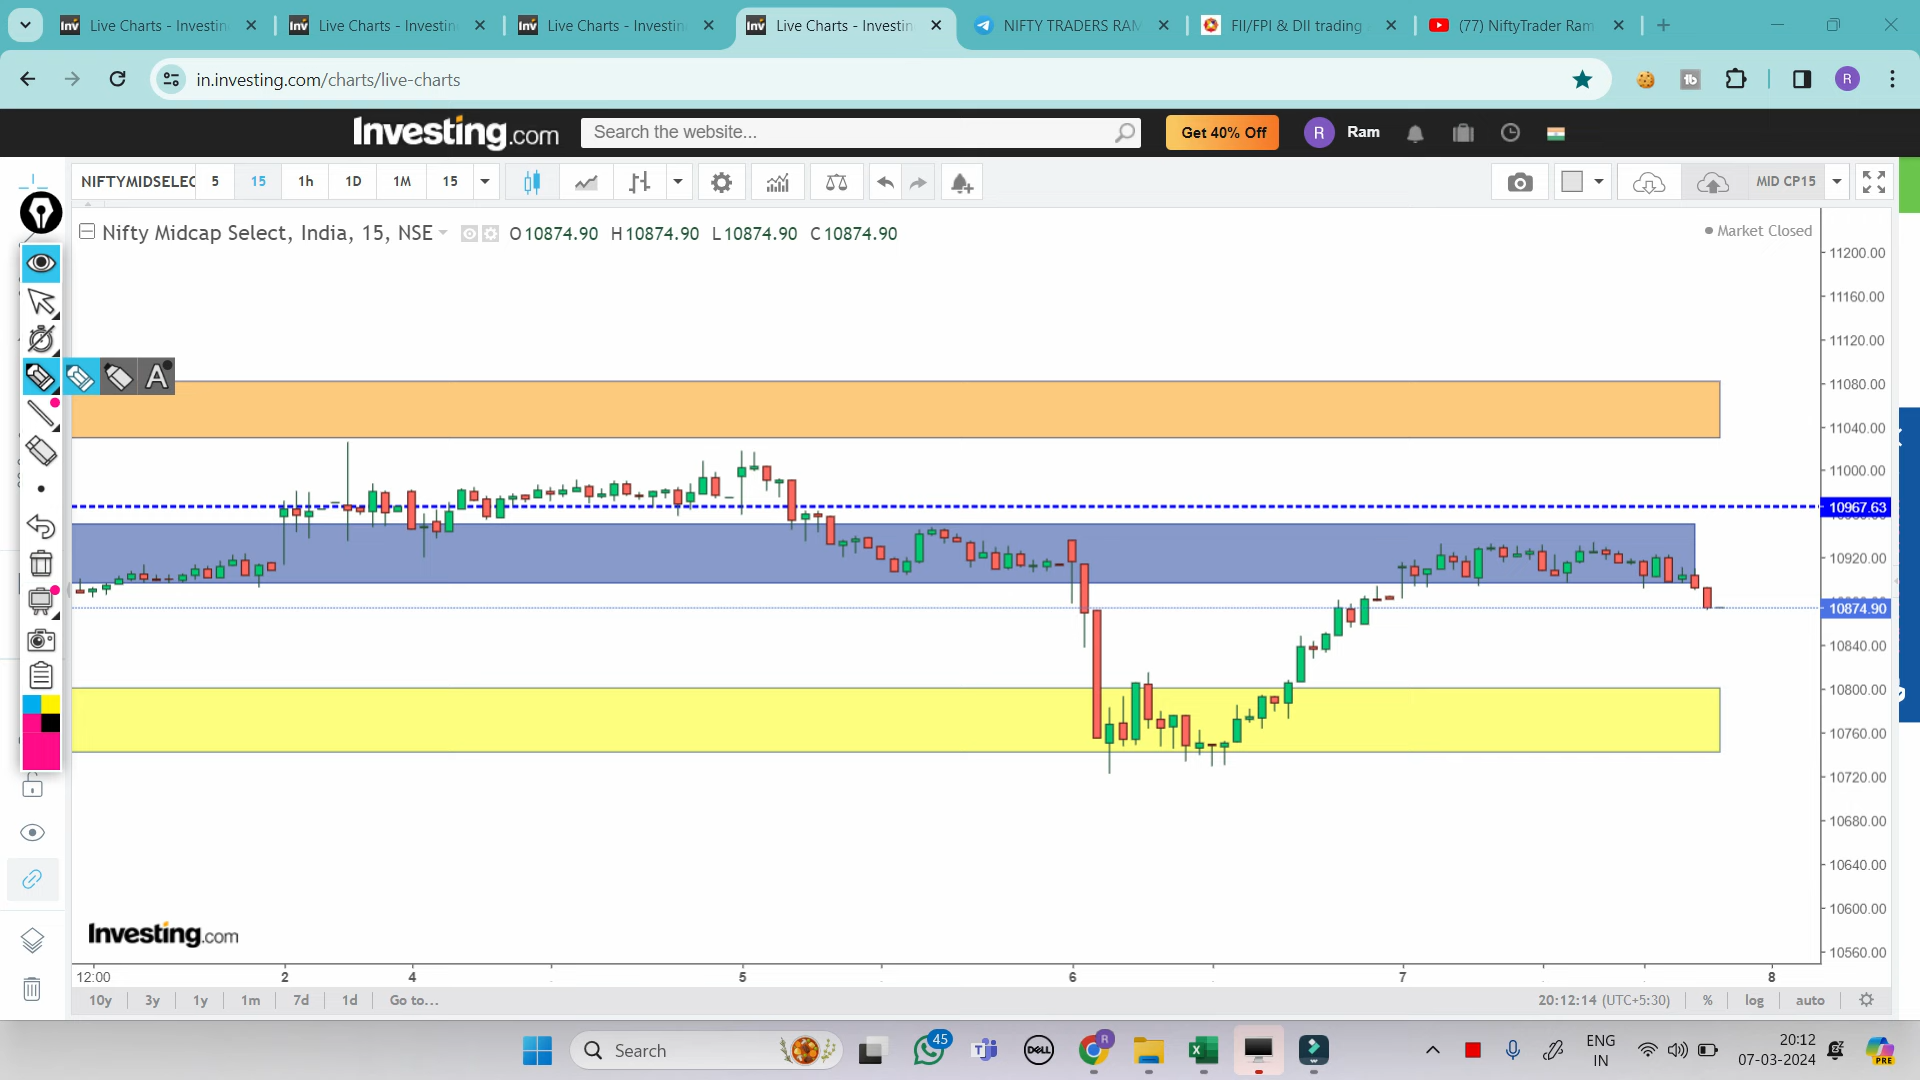 Live Charts - Investin
Live Charts - Investin
Live Charts - Investin
Live Charts - Investin
NIFTY TRADERS RAM
FII/FPI & DII trading
(77) NiftyTrader Ram
in.investing.com/charts/live-charts
R
Investing.com
Search the website...
Get 40% Off
R
Ram
NIFTYMIDSELEC
5
15
1h
1D
1M
15
MID CP15
Nifty Midcap Select, India, 15, NSE
O10874.90 H10874.90 L10874.90 C10874.90
Market Closed
11200.00
11160.00
11120.00
11080.00
11040.00
11000.00
10967.63
10920.00
10874.90
10840.00
10800.00
10760.00
10720.00
10680.00
10640.00
10600.00
10560.00
A
Investing.com
12:00
2
4
5
6
7
8
10y
3y
1y
1m
7d
1d
Go to...
20:12:14 (UTC+5:30)
%
log
auto
Search
45
DELL
R
ENG
IN
20:12
07-03-2024
PRE